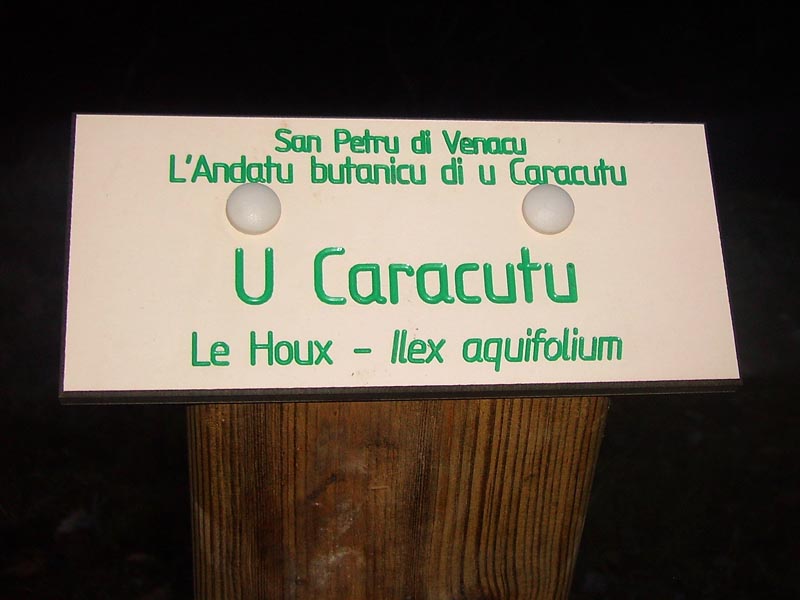 San Petru di Venacu
L'Andatu butanicu di u Caracutu
U Caracutu
Le Houx - Ilex aquifolium